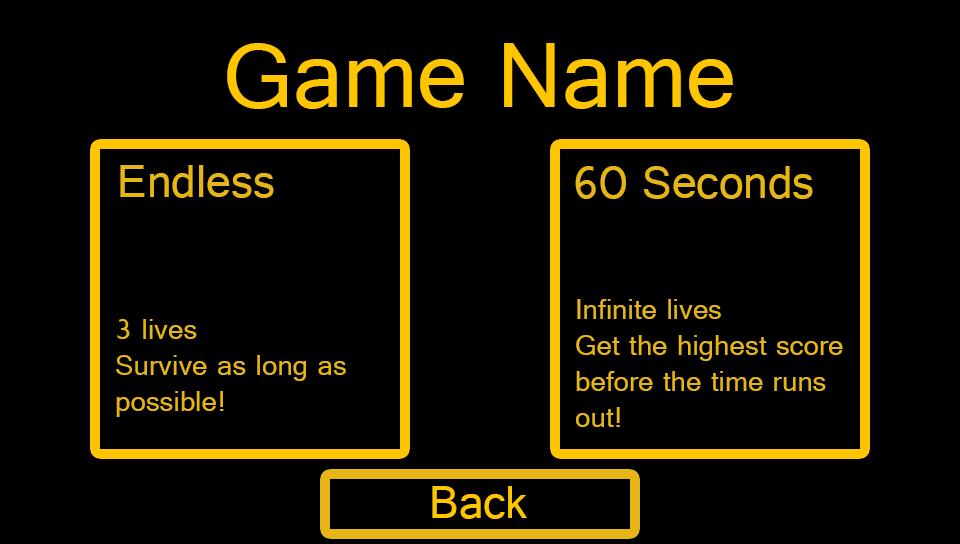 Game Name
Endless
3 lives
Survive as long as
possible!
60 Seconds
Infinite lives
Get the highest score
before the time runs
out!
Back